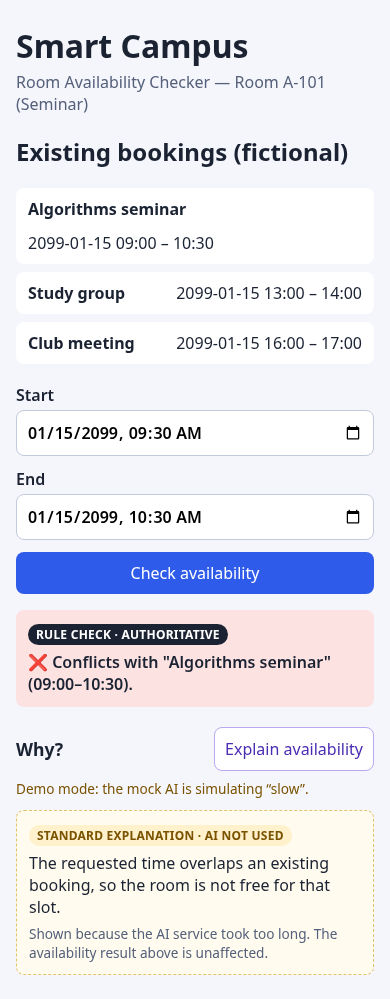 Smart Campus
Room Availability Checker — Room A-101
(Seminar)
Existing bookings (fictional)
Algorithms seminar
2099-01-15 09:00 – 10:30
Study group 2099-01-15 13:00 – 14:00
Club meeting 2099-01-15 16:00 – 17:00
Start
01/15/2099, 09:30 AM
End
01/15/2099, 10:30 AM
Check availability
RULE CHECK · AUTHORITATIVE
❌ Conflicts with "Algorithms seminar"
(09:00–10:30).
Why? Explain availability
Demo mode: the mock AI is simulating “slow”.
STANDARD EXPLANATION · AI NOT USED
The requested time overlaps an existing
booking, so the room is not free for that
slot.
Shown because the AI service took too long. The
availability result above is unaffected.